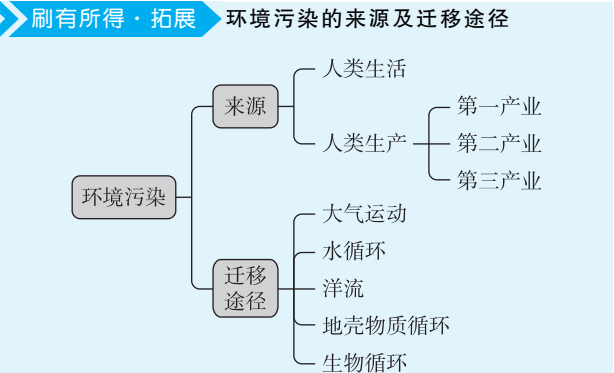 刷有所得·拓展 环境污染的来源及迁移途径
环境污染
来源
人类生活
人类生产
第一产业
第二产业
第三产业
迁移
途径
大气运动
水循环
洋流
地壳物质循环
生物循环